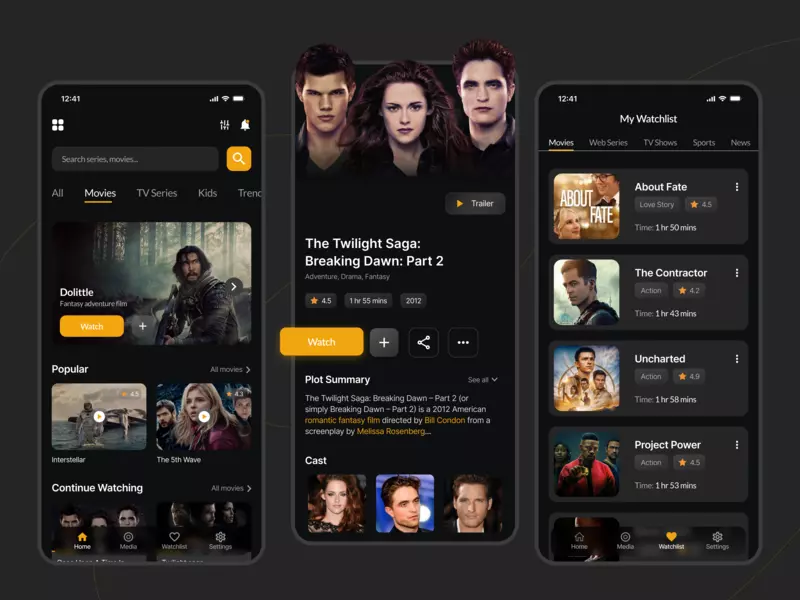 12:41
Search series, movies...
All Movies TV Series Kids Trenc
Dolittle
Fantasy adventure film
Watch
Popular All movies
4.5
4.3
Interstellar The 5th Wave
Continue Watching All movies
Home Media Watchlist Settings
Trailer
The Twilight Saga:
Breaking Dawn: Part 2
Adventure, Drama, Fantasy
4.5 1 hr 55 mins 2012
Watch
Plot Summary See all
The Twilight Saga: Breaking Dawn – Part 2 (or
simply Breaking Dawn – Part 2) is a 2012 American
romantic fantasy film directed by Bill Condon from a
screenplay by Melissa Rosenberg...
Cast
12:41
My Watchlist
Movies Web Series TV Shows Sports News
ABOUT
FATE
About Fate
Love Story 4.5
Time: 1 hr 50 mins
The Contractor
Action 4.2
Time: 1 hr 43 mins
Uncharted
Action 4.9
Time: 1 hr 58 mins
Project Power
Action 4.5
Time: 1 hr 53 mins
Home Media Watchlist Settings